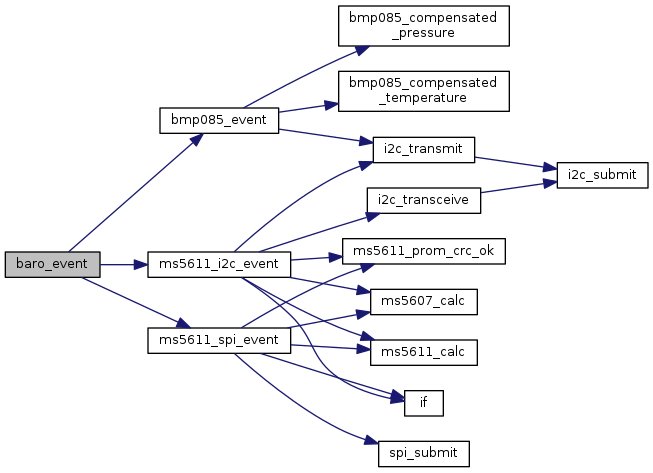 bmp085_compensated
_pressure
bmp085_compensated
_temperature
bmp085_event
i2c_transmit
i2c_submit
i2c_transceive
ms5611_prom_crc_ok
baro_event
ms5611_i2c_event
ms5607_calc
ms5611_spi_event
ms5611_calc
if
spi_submit